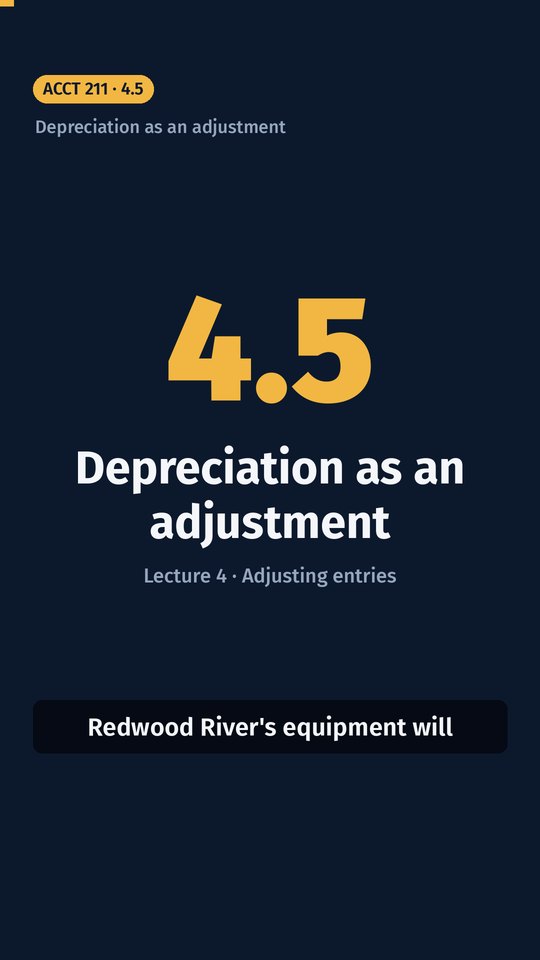 ACCT 211 · 4.5
Depreciation as an adjustment
4.5
Depreciation as an
adjustment
Lecture 4 · Adjusting entries
Redwood River's equipment will